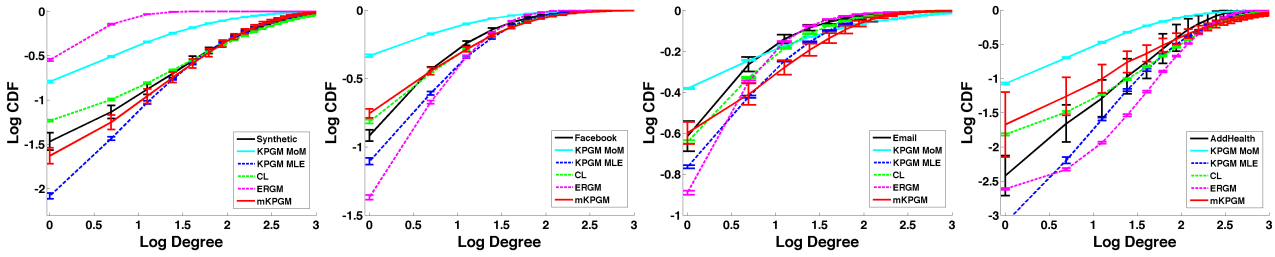 0
-0.5
-1
-1.5
-2
Log CDF
0 0.5 1 1.5 2 2.5 3
Log Degree
Synthetic
KPGM MoM
KPGM MLE
CL
ERGM
mKPGM
0
-0.5
-1
-1.5
Log CDF
0 0.5 1 1.5 2 2.5 3
Log Degree
Facebook
KPGM MoM
KPGM MLE
CL
ERGM
mKPGM
0
-0.2
-0.4
-0.6
-0.8
-1
Log CDF
0 0.5 1 1.5 2 2.5 3
Log Degree
Email
KPGM MoM
KPGM MLE
CL
ERGM
mKPGM
0
-0.5
-1
-1.5
-2
-2.5
-3
Log CDF
0 0.5 1 1.5 2 2.5 3
Log Degree
AddHealth
KPGM MoM
KPGM MLE
CL
ERGM
mKPGM